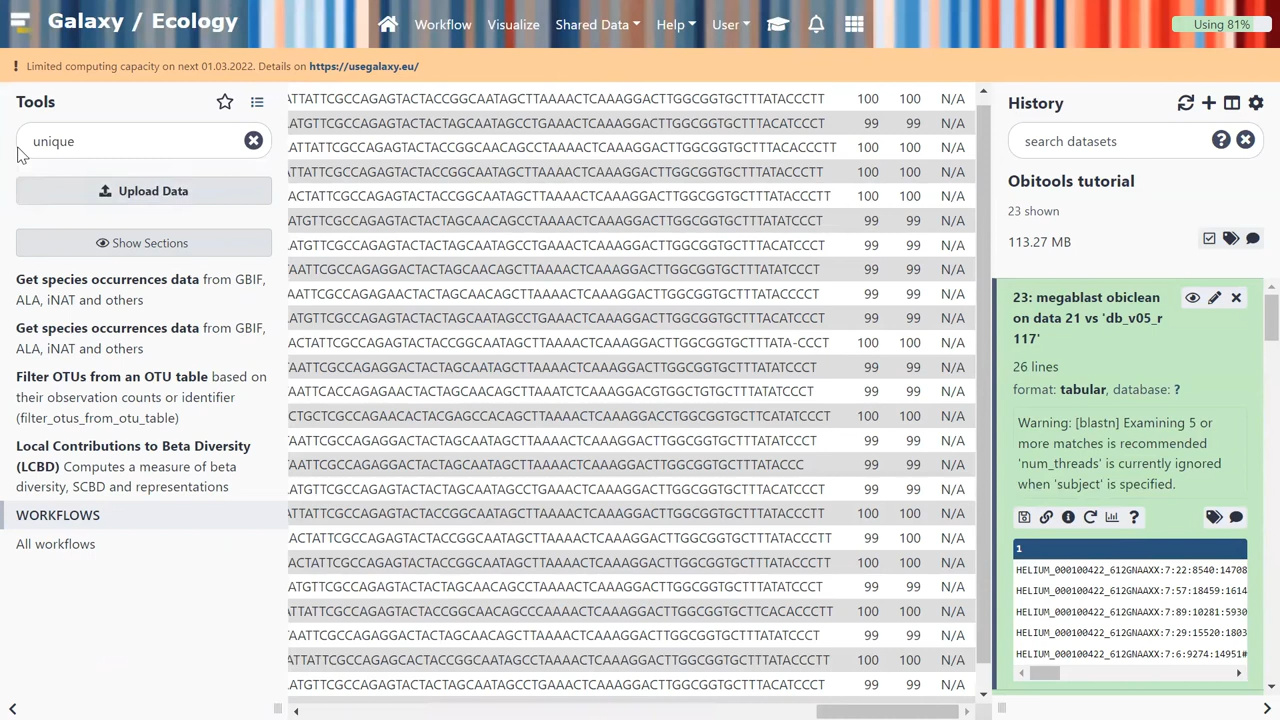 Galaxy / Ecology
Workflow Visualize Shared Data Help User
Using 81%
! Limited computing capacity on next 01.03.2022. Details on https://usegalaxy.eu/
Tools
unique
Upload Data
Show Sections
Get species occurrences data from GBIF,
ALA, iNAT and others
Get species occurrences data from GBIF,
ALA, iNAT and others
Filter OTUs from an OTU table based on
their observation counts or identifier
(filter_otus_from_otu_table)
Local Contributions to Beta Diversity
(LCBD) Computes a measure of beta
diversity, SCBD and representations
WORKFLOWS
All workflows
ATTATTCGCCAGAGTACTACCGGCAATAGCTTAAAACTCAAAGGACTTGGCGGTGCTTTATACCCTT 100 100 N/A
ATGTTCGCCAGAGTACTACTAGCAATAGCCTGAAACTCAAAGGACTTGGCGGTGCTTTACATCCCT 99 99 N/A
ATTATTCGCCAGAGTACTACCGGCAACAGCCTAAAACTCAAAGGACTTGGCGGTGCTTTACACCCTT 100 100 N/A
TTATTCGCCAGAGTACTACTAGCAATAGCTTAAAACTCAAAGGACTTGGCGGTGCTTTATACCCTT 100 100 N/A
ACTATTCGCCAGAGTACTACTAGCAATAGCTTAAAACTCAAAGGACTTGGCGGTGCTTTATACCCTT 100 100 N/A
ATGTTCGCCAGAGTACTACTAGCAACAGCCTAAAACTCAAAGGACTTGGCGGTGCTTTATATCCCT 99 99 N/A
ATGTTCGCCAGAGTACTACTAGCAACAGCCTAAAACTCAAAGGACTTGGCGGTGCTTTACATCCCT 99 99 N/A
AATTCGCCAGAGGACTACTAGCAACAGCTTAAAACTCAAAGGACTTGGCGGTGCTTTATATCCCT 99 99 N/A
AATTCGCCAGAGAACTACTAGCAACAGCTTAAAACTCAAAGGACTTGGCGGTGCTTTATACCCCT 99 99 N/A
ATGTTCGCCAGAGTACTACTAGCAATAGCCTAAAACTCAAAGGACTTGGCGGTGCTTTATATCCCT 99 99 N/A
ACTATTCGCCAGAGTACTACTAGCAATAGCTTAAAACTCAAAGGACTTGGCGGTGCTTTATA-CCCT 100 100 N/A
AATTCGCCAGAGGACTACTAGCAATAGCTTAAAACTCAAAGGACTTGGCGGTGCTTTATATCCCT 99 99 N/A
AATTCACCAGAGAACTACTAGCAACAGCTTAAATCTCAAAGGACGTGGCTGTGCTTTATATCCCT 99 99 N/A
CTGCTCGCCAGAACACTACGAGCCACAGCTTAAAACTCAAAGGACCTGGCGGTGCTTCATATCCCT 100 100 N/A
AATTCGCCAGAGGACTACTAGCAATAGCTTAAAACTCAAAGGACTTGGCGGTGCTTTATATCCCT 99 99 N/A
AATTCGCCAGAGTACTACTAGCAATAGCTTAAAACTCAAAGGACTTGGCGGTGCTTTATACCC 99 99 N/A
ATGTTCGCCAGAGTACTACTAGCAATAGCCTGAAACTCAAAGGACTTGGCGGTGCTTTACATCCCT 99 99 N/A
ATTATTCGCCAGAGTACTACTAGCAATAGCTTAAAACTCAAAGGACTTGGCGGTGCTTTATACCCTT 100 100 N/A
ACTATTCGCCAGAGTACTACCGGCAATAGCTTAAAACTCAAAGGACTTGGCGGTGCTTTATACCCTT 100 100 N/A
ACTATTCGCCAGAGTACTACTAGCAATAGCTTAAAACTCAAAGGACTTGGCGGTGCTTTATACCCTT 100 100 N/A
ATGTTCGCCAGAGTACTACTAGCAACAGCCTAAAACTCAAAGGACTTGGCGGTGCTTTACATCCCT 99 99 N/A
ATTATTCGCCAGAGTACTACCGGCAACAGCCCAAAACTCAAAGGACTTGGCGGTGCTTCACACCCTT 100 100 N/A
AATTCGCCAGAGGACTACTAGCAACAGCTTAAAACTCAAAGGACTTGGCGGTGCTTTATATCCCT 99 99 N/A
ATTATTCGCCAGAGCACTACTAGCAATAGCTTAAAACTCAAAGGACTTGGCGGTGCTTTATACCCTT 100 100 N/A
ATGTTCGCCAGAGTACTACTAGCAATAGCCTGAAACTCAAAGGACTTGGCGGTGCTTTACATCCCT 99 99 N/A
History
search datasets
Obitools tutorial
23 shown
113.27 MB
23: megablast obiclean
on data 21 vs 'db_v05_r
117'
26 lines
format: tabular, database: ?
Warning: [blastn] Examining 5 or
more matches is recommended
'num_threads' is currently ignored
when 'subject' is specified.
1
HELIUM_000100422_612GNAAXX:7:22:8540:14708
HELIUM_000100422_612GNAAXX:7:57:18459:1614
HELIUM_000100422_612GNAAXX:7:89:10281:5930
HELIUM_000100422_612GNAAXX:7:29:15520:1803
HELIUM_000100422_612GNAAXX:7:6:9274:14951#